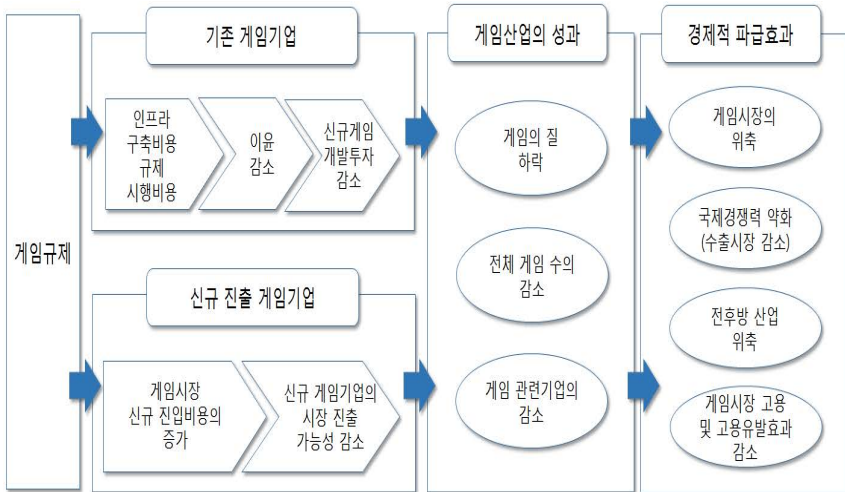 게임규제
기존 게임기업
인프라
구축비용
규제
시행비용
이윤
감소
신규게임
개발투자
감소
신규 진출 게임기업
게임시장
신규 진입비용의
증가
신규 게임기업의
시장 진출
가능성 감소
게임산업의 성과
게임의 질
하락
전체 게임 수의
감소
게임 관련기업의
감소
경제적 파급효과
게임시장의
위축
국제경쟁력 약화
(수출시장 감소)
전후방 산업
위축
게임시장 고용
및 고용유발효과
감소